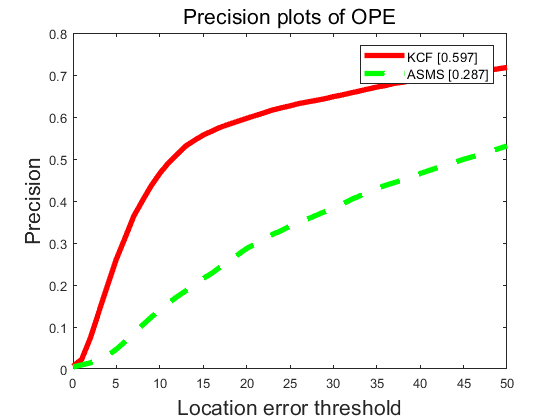 Precision plots of OPE
0.8
0.7
0.6
0.5
0.4
0.3
0.2
0.1
0
Precision
KCF [0.597]
ASMS [0.287]
0 5 10 15 20 25 30 35 40 45 50
Location error threshold